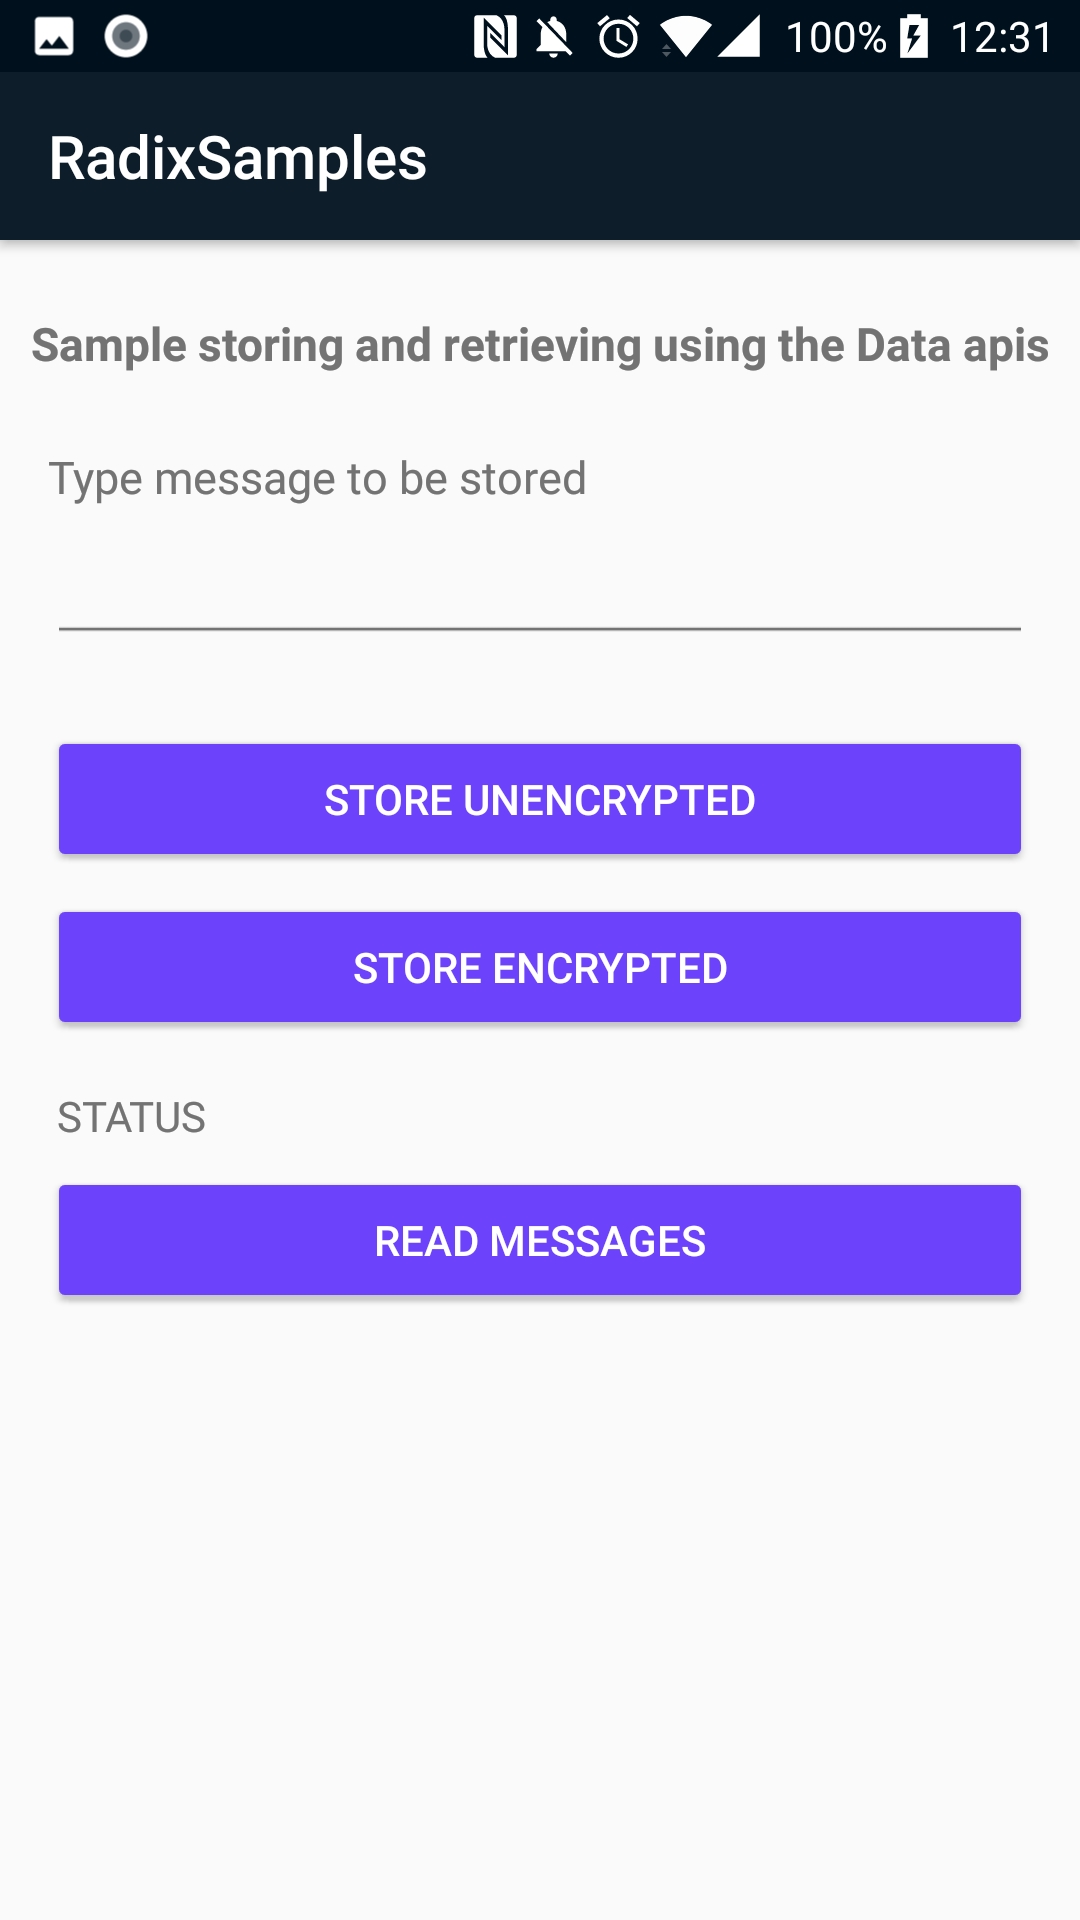 100% 12:31
RadixSamples
Sample storing and retrieving using the Data apis
Type message to be stored
STORE UNENCRYPTED
STORE ENCRYPTED
STATUS
READ MESSAGES